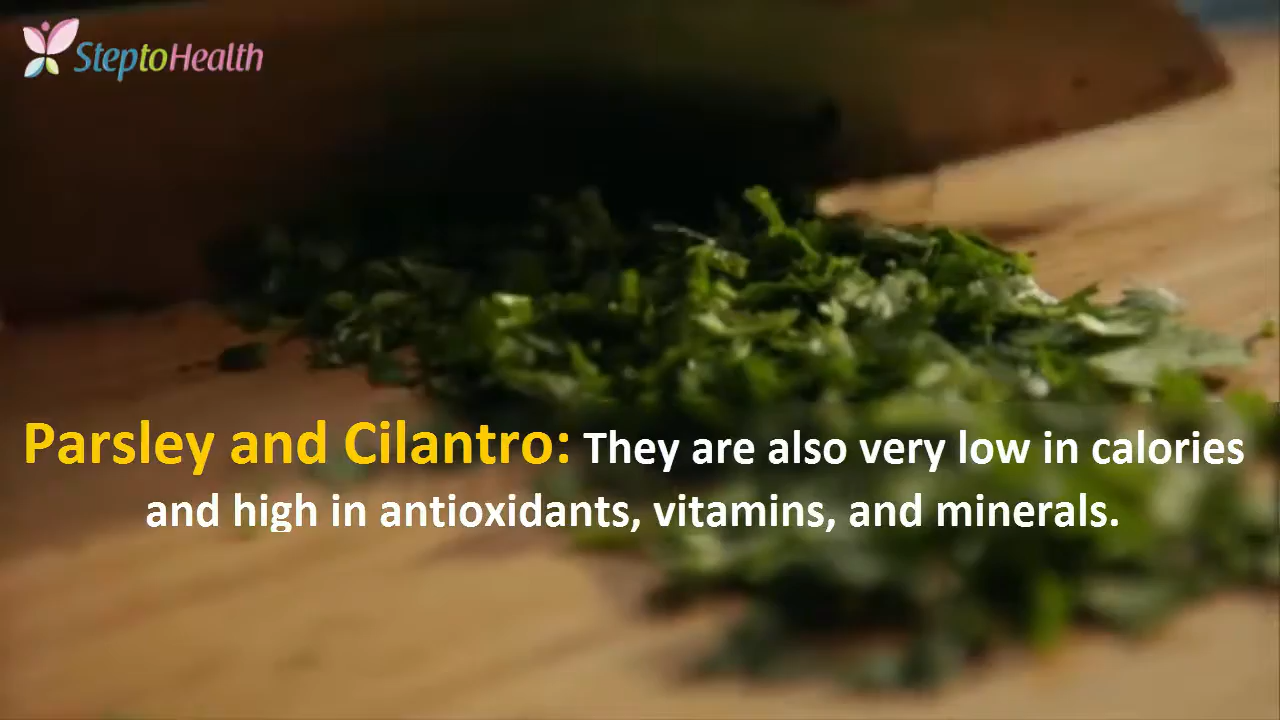 SteptoHealth
Parsley and Cilantro: They are also very low in calories
and high in antioxidants, vitamins, and minerals.